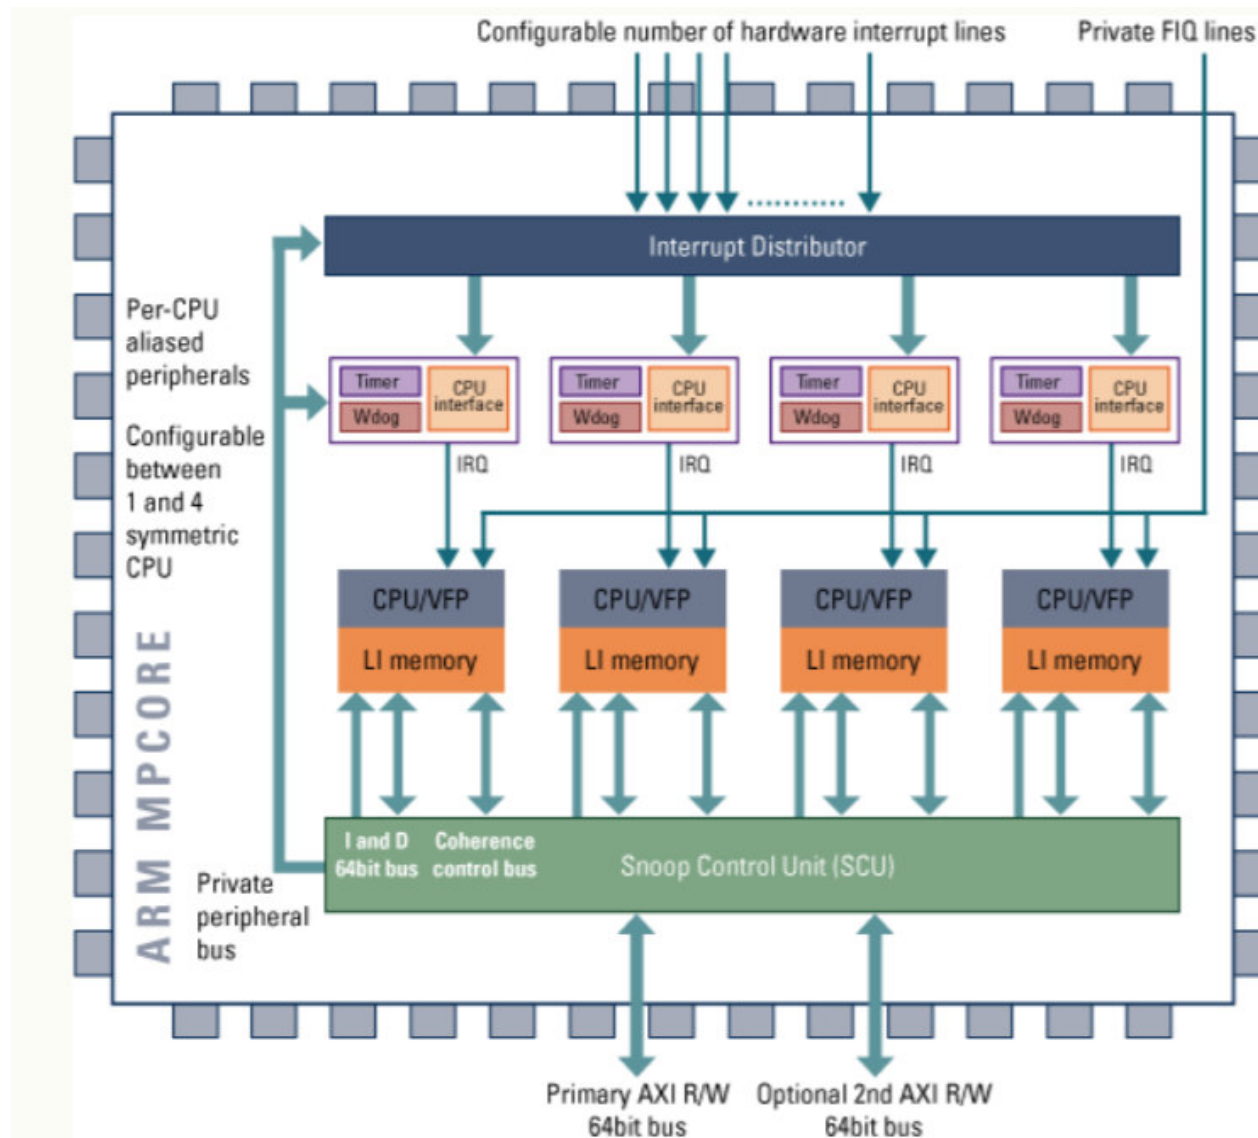 Configurable number of hardware interrupt lines
Private FIQ lines
Interrupt Distributor
Per-CPU
aliased
peripherals
Configurable
between
1 and 4
symmetric
CPU
Timer
Wdog
CPU
interface
Timer
Wdog
CPU
interface
Timer
Wdog
CPU
interface
Timer
Wdog
CPU
interface
IRQ
IRQ
IRQ
IRQ
CPU/VFP
CPU/VFP
CPU/VFP
CPU/VFP
LI memory
LI memory
LI memory
LI memory
ARM MPCORE
I and D
64bit bus
Coherence
control bus
Snoop Control Unit (SCU)
Private
peripheral
bus
Primary AXI R/W
64bit bus
Optional 2nd AXI R/W
64bit bus